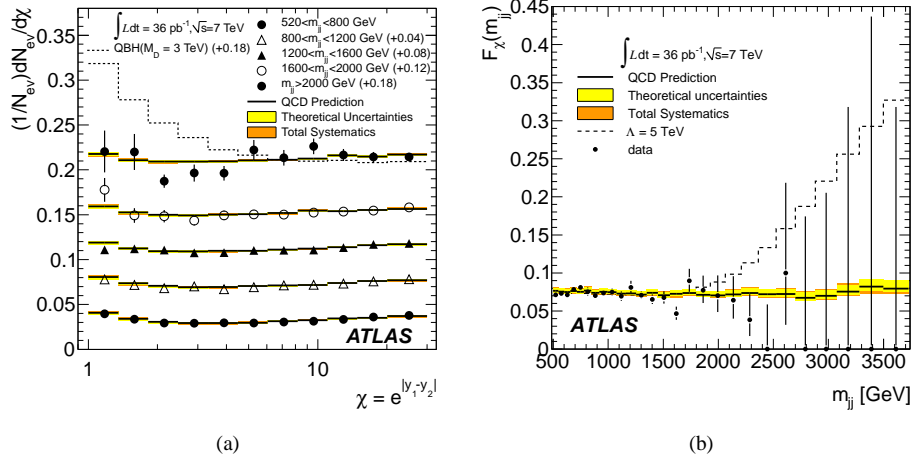 (1/N_ev)dN_ev/dχ
∫Ldt = 36 pb⁻¹,√s=7 TeV
QBH(M_D = 3 TeV) (+0.18)
520<m_jj<800 GeV
800<m_jj<1200 GeV (+0.04)
1200<m_jj<1600 GeV (+0.08)
1600<m_jj<2000 GeV (+0.12)
m_jj>2000 GeV (+0.18)
QCD Prediction
Theoretical Uncertainties
Total Systematics
0.35
0.3
0.25
0.2
0.15
0.1
0.05
0
ATLAS
1 10
χ = e^|y_1-y_2|
(a)
F_χ(m_jj)
∫Ldt = 36 pb⁻¹,√s=7 TeV
QCD Prediction
Theoretical uncertainties
Total Systematics
Λ = 5 TeV
data
0.45
0.4
0.35
0.3
0.25
0.2
0.15
0.1
0.05
0
ATLAS
500 1000 1500 2000 2500 3000 3500
m_jj [GeV]
(b)